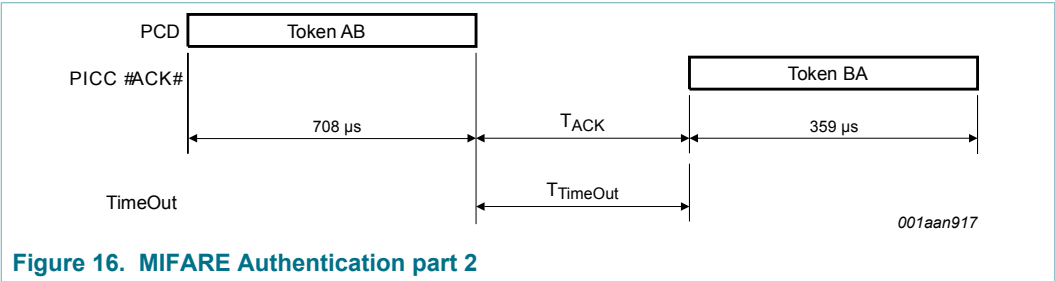 PCD Token AB
PICC #ACK# Token BA
708 µs TACK 359 µs
TimeOut TTimeOut
001aan917
Figure 16. MIFARE Authentication part 2